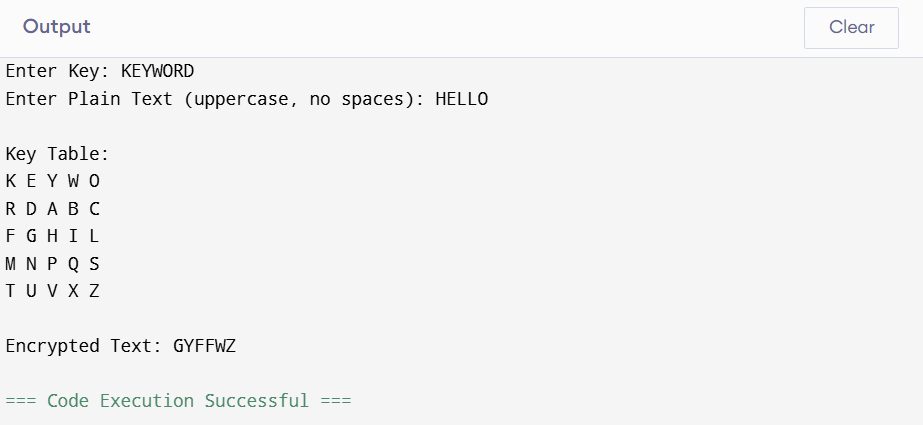 Output
Clear
Enter Key: KEYWORD
Enter Plain Text (uppercase, no spaces): HELLO
Key Table:
K E Y W O
R D A B C
F G H I L
M N P Q S
T U V X Z
Encrypted Text: GYFFWZ
=== Code Execution Successful ===